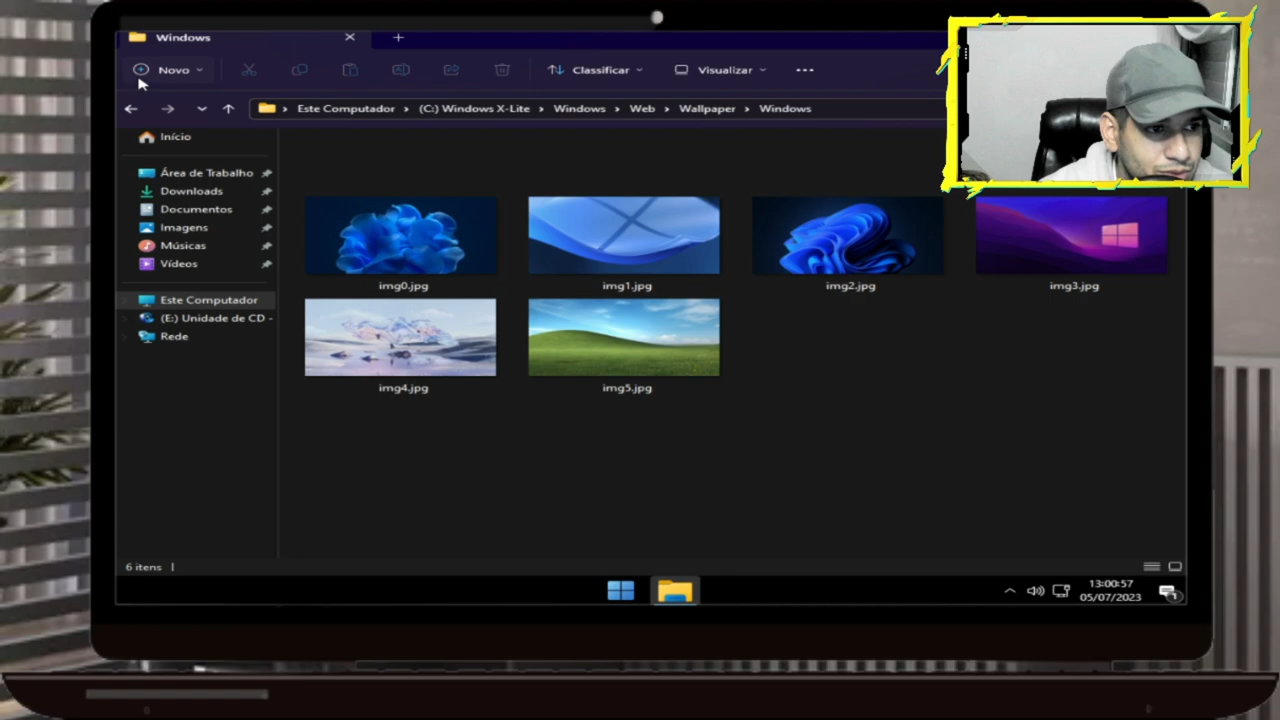 Windows
Novo
Classificar
Visualizar
Este Computador > (C:) Windows X-Lite > Windows > Web > Wallpaper > Windows
Início
Área de Trabalho
Downloads
Documentos
Imagens
Músicas
Vídeos
Este Computador
(E:) Unidade de CD -
Rede
img0.jpg
img1.jpg
img2.jpg
img3.jpg
img4.jpg
img5.jpg
6 itens
13:00:57
05/07/2023
1